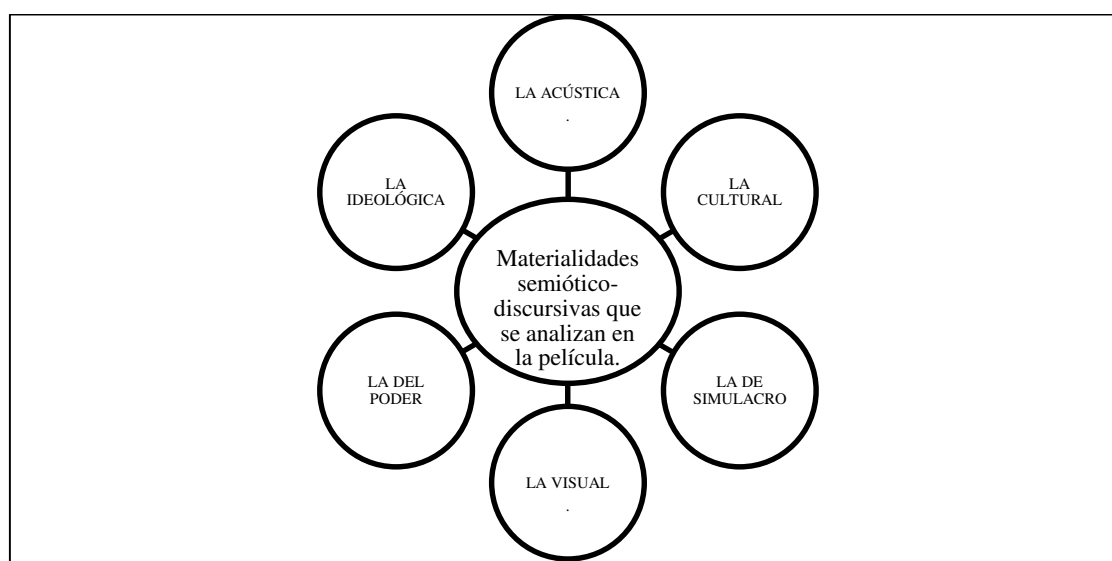 LA ACÚSTICA
.
LA
CULTURAL
LA DE
SIMULACRO
LA VISUAL
.
LA DEL
PODER
LA
IDEOLÓGICA
Materialidades
semiótico-
discursivas que
se analizan en
la película.